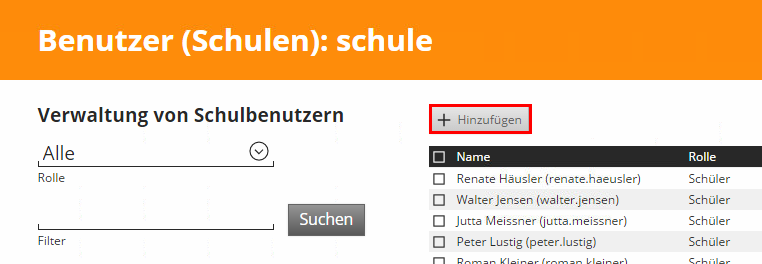 Benutzer (Schulen): schule
Verwaltung von Schulbenutzern
Alle
Rolle
Filter
Suchen
Hinzufügen
Name Rolle
Renate Häusler (renate.haeusler) Schüler
Walter Jensen (walter.jensen) Schüler
Jutta Meissner (jutta.meissner) Schüler
Peter Lustig (peter.lustig) Schüler
Roman Kleiner (roman.kleiner) Schüler